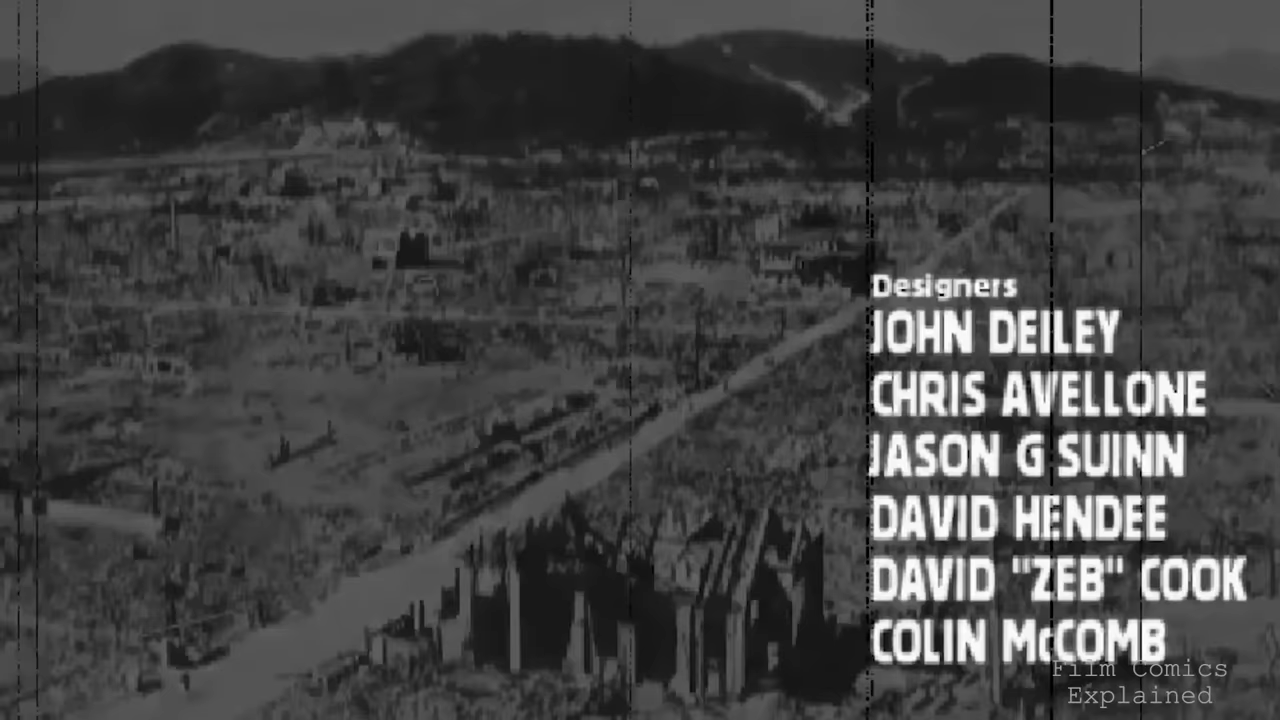 Designers
JOHN DEILEY
CHRIS AVELLONE
JASON G SUINN
DAVID HENDEE
DAVID "ZEB" COOK
COLIN McCOMB
Film Comics
Explained